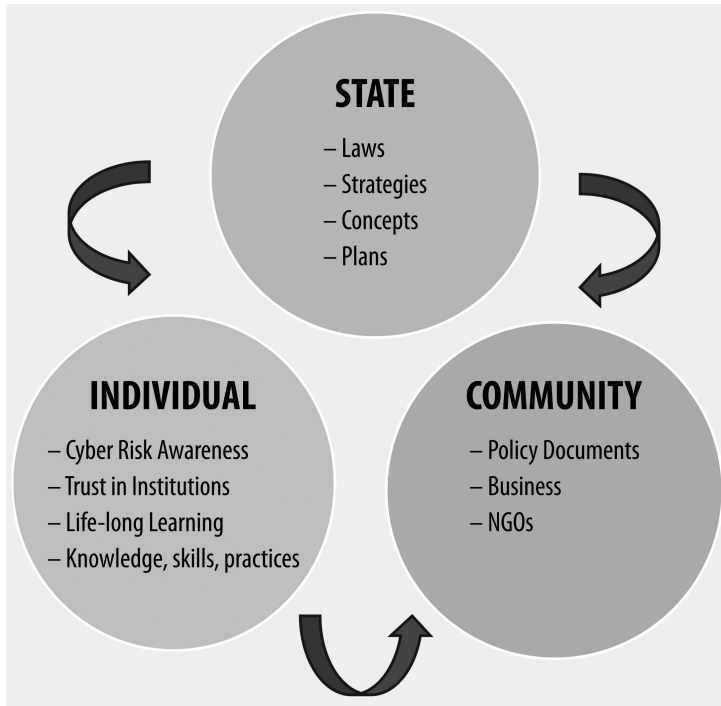 STATE
– Laws
– Strategies
– Concepts
– Plans
INDIVIDUAL
– Cyber Risk Awareness
– Trust in Institutions
– Life-long Learning
– Knowledge, skills, practices
COMMUNITY
– Policy Documents
– Business
– NGOs